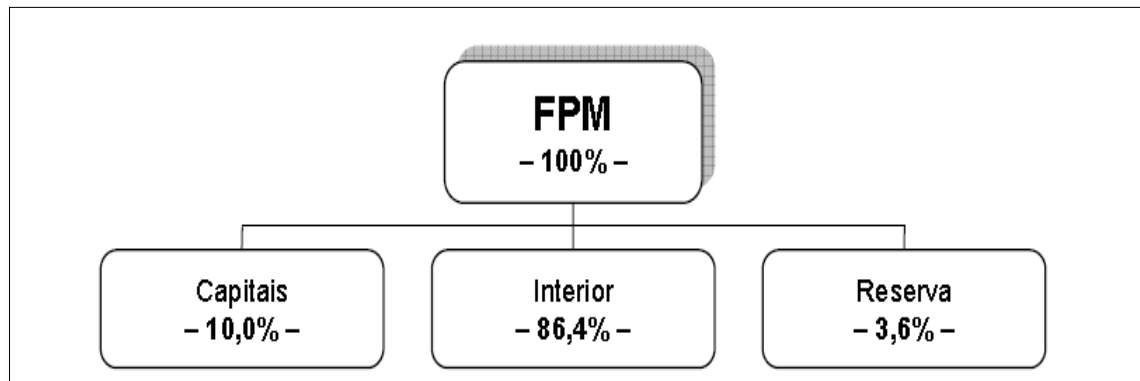 FPM
– 100% –
Capitais
– 10,0% –
Interior
– 86,4% –
Reserva
– 3,6% –